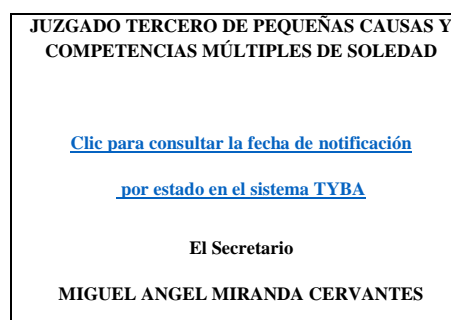 JUZGADO TERCERO DE PEQUEÑAS CAUSAS Y
COMPETENCIAS MÚLTIPLES DE SOLEDAD
Clic para consultar la fecha de notificación
por estado en el sistema TYBA
El Secretario
MIGUEL ANGEL MIRANDA CERVANTES